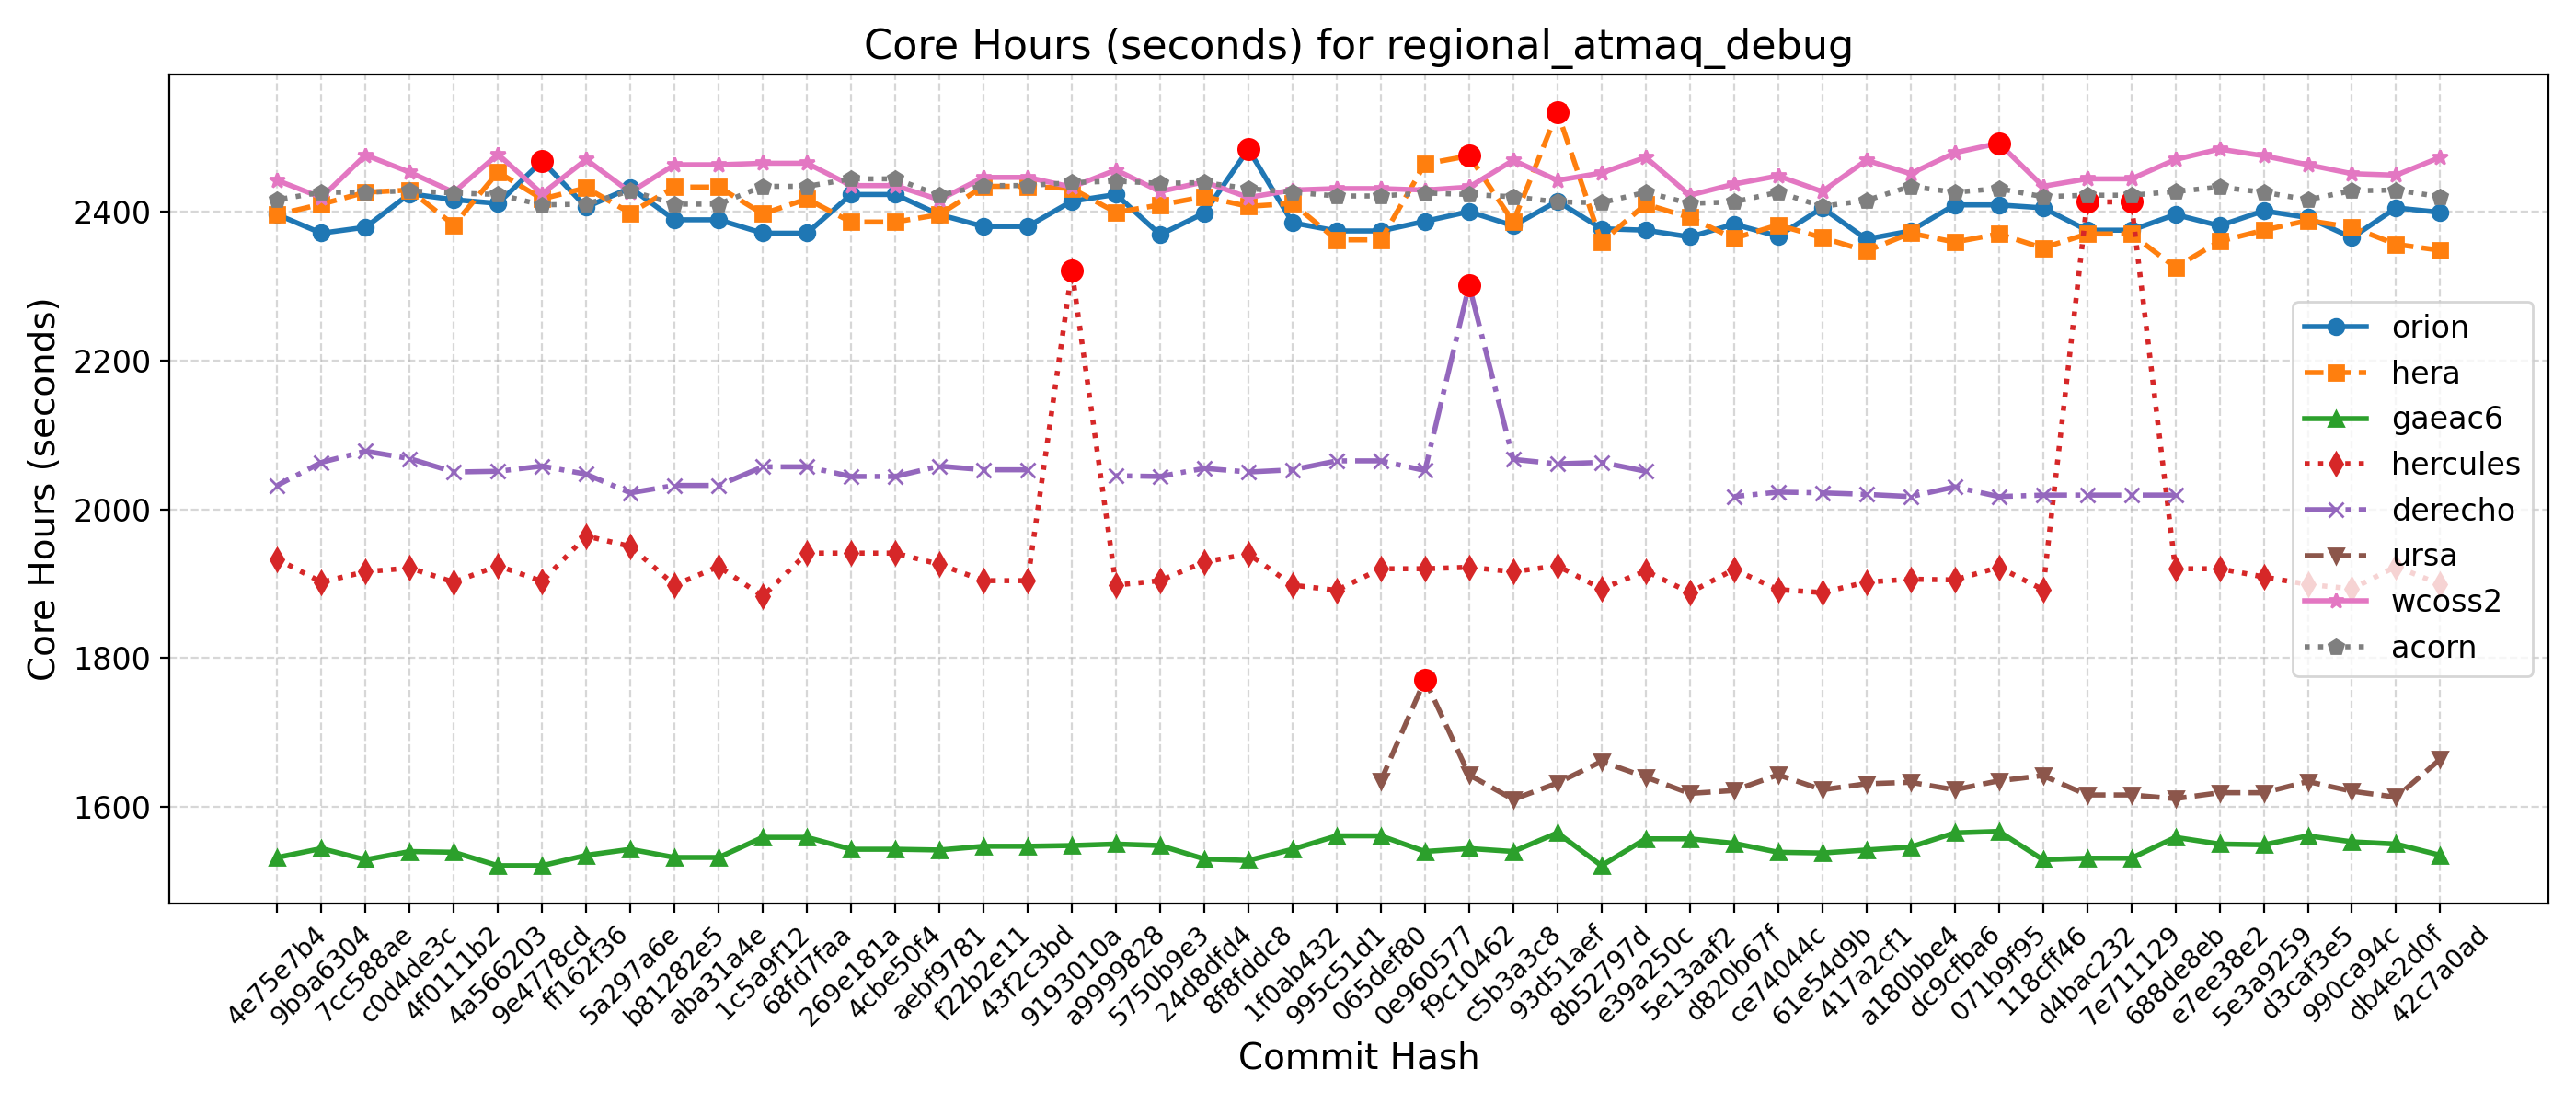 Core Hours (seconds) for regional_atmaq_debug
Core Hours (seconds)
2400
2200
2000
1800
1600
orion
hera
gaeac6
hercules
derecho
ursa
wcoss2
acorn
4e75e7b4
9b9a6304
7cc588ae
c0d4de3c
4f0111b2
4a566203
9e4778cd
ff162f36
5a297a6e
b81282e5
aba31a4e
1c5a9f12
68fd7faa
269e181a
4cbe50f4
aebf9781
f22b2e11
43f2c3bd
9193010a
a9999828
5750b9e3
24d8dfd4
8f8fddc8
1f0ab432
995c51d1
065def80
0e960577
f9c10462
c5b3a3c8
93d51aef
8b52797d
e39a250c
5e13aaf2
d820b67f
ce74044c
61e54d9b
417a2cf1
a180bbe4
dc9cfba6
071b9f95
118cff46
d4bac232
7e711129
688de8eb
e7ee38e2
5e3a9259
d3caf3e5
990ca94c
db4e2d0f
42c7a0ad
Commit Hash